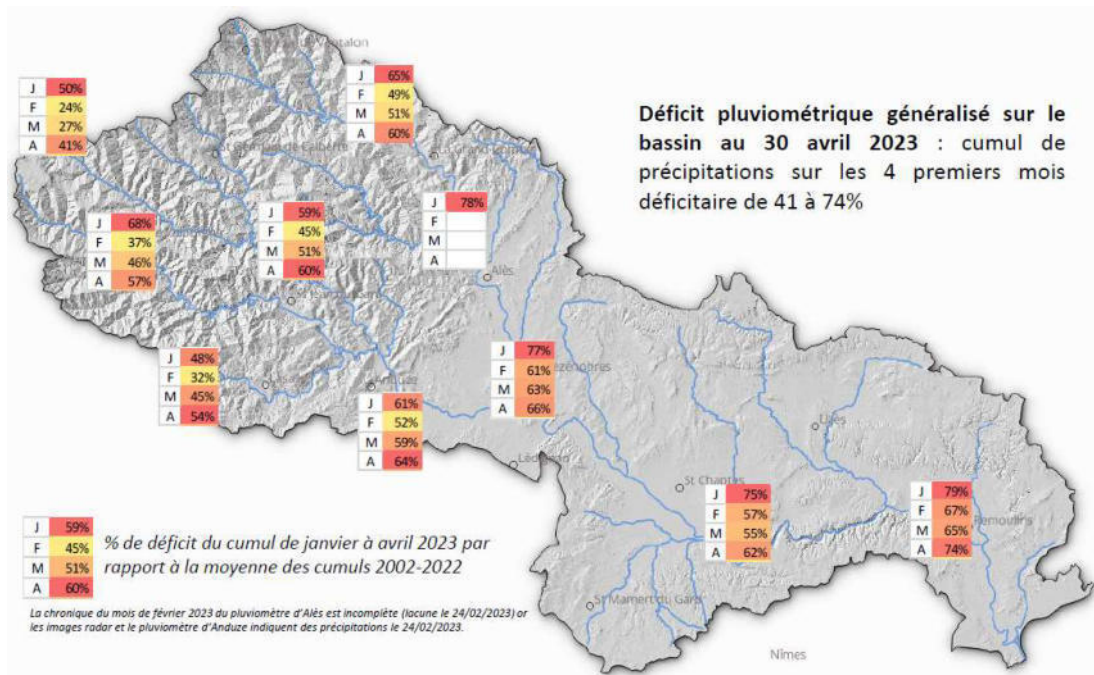 Déficit pluviométrique généralisé sur le
bassin au 30 avril 2023 : cumul de
précipitations sur les 4 premiers mois
déficitaire de 41 à 74%
J 50%
F 24%
M 27%
A 41%
J 65%
F 49%
M 51%
A 60%
J 68%
F 37%
M 46%
A 57%
J 59%
F 45%
M 51%
A 60%
J 78%
F
M
A
Alès
J 48%
F 32%
M 45%
A 54%
Anduze
J 61%
F 52%
M 59%
A 64%
J 77%
F 61%
M 63%
A 66%
St Chaptes
J 75%
F 57%
M 55%
A 62%
J 79%
F 67%
M 65%
A 74%
Remoulins
St Mamert du Gard
Nîmes
J 59%
F 45%
M 51%
A 60%
% de déficit du cumul de janvier à avril 2023 par
rapport à la moyenne des cumuls 2002-2022
La chronique du mois de février 2023 du pluviomètre d'Alès est incomplète (lacune le 24/02/2023) or
les images radar et le pluviomètre d'Anduze indiquent des précipitations le 24/02/2023.